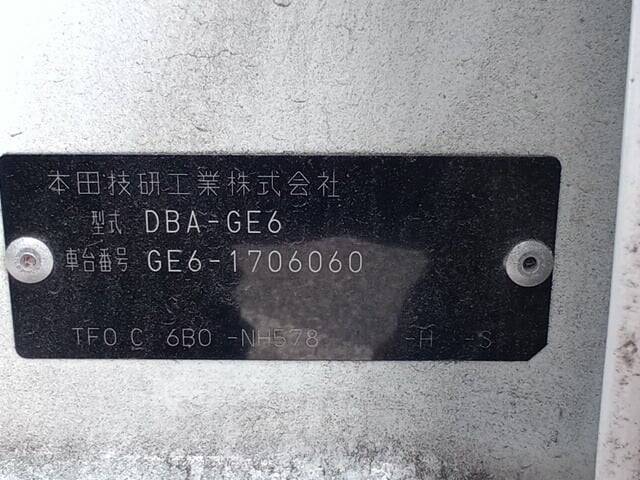 本田技研工業株式会社
型式 DBA-GE6
車台番号 GE6-1706060
TF0 C 6B0 -NH578 -A -S